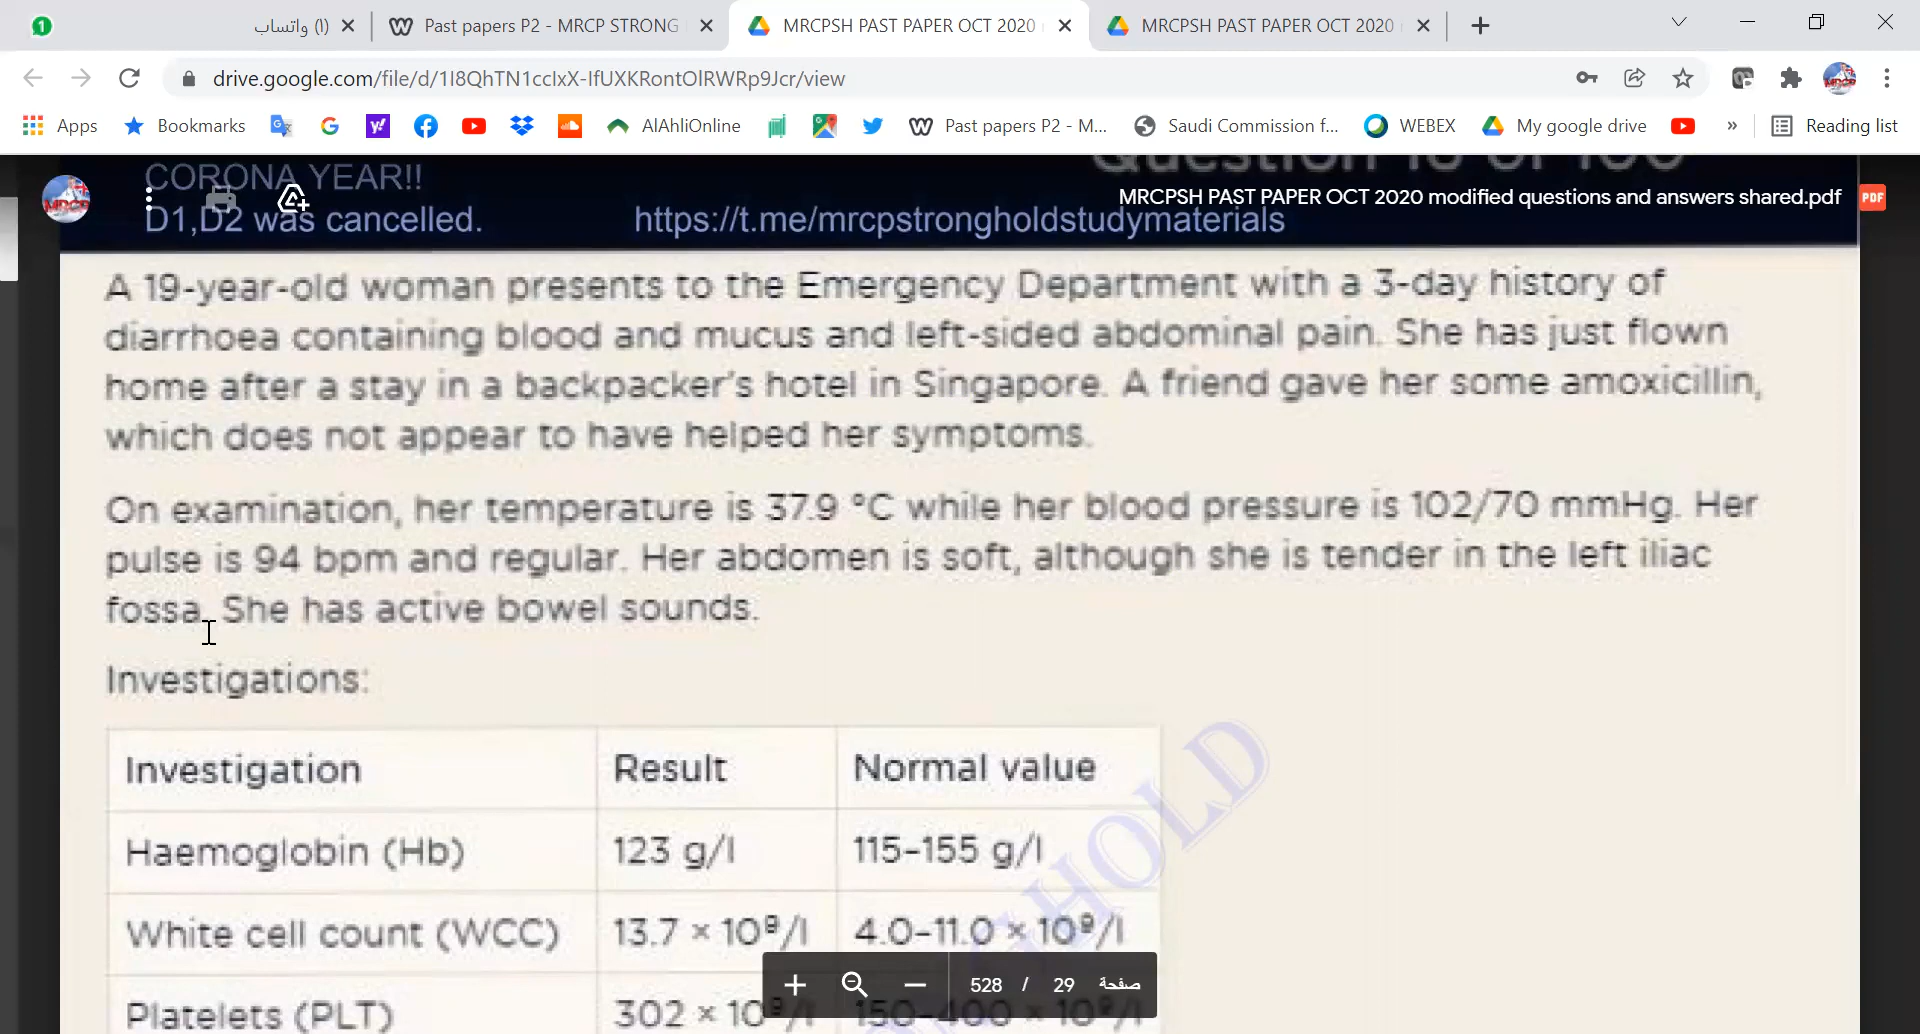 (1) واتساب
Past papers P2 - MRCP STRONG
MRCPSH PAST PAPER OCT 2020
MRCPSH PAST PAPER OCT 2020
drive.google.com/file/d/1I8QhTN1ccIxX-IfUXKRontOlRWRp9Jcr/view
Apps
Bookmarks
AlAhliOnline
Past papers P2 - M...
Saudi Commission f...
WEBEX
My google drive
»
Reading list
CORONA YEAR!!
MRCPSH PAST PAPER OCT 2020 modified questions and answers shared.pdf
PDF
D1,D2 was cancelled.
https://t.me/mrcpstrongholdstudymaterials
A 19-year-old woman presents to the Emergency Department with a 3-day history of
diarrhoea containing blood and mucus and left-sided abdominal pain. She has just flown
home after a stay in a backpacker's hotel in Singapore. A friend gave her some amoxicillin,
which does not appear to have helped her symptoms.
On examination, her temperature is 37.9 °C while her blood pressure is 102/70 mmHg. Her
pulse is 94 bpm and regular. Her abdomen is soft, although she is tender in the left iliac
fossa. She has active bowel sounds.
Investigations:
Investigation Result Normal value
Haemoglobin (Hb) 123 g/l 115–155 g/l
White cell count (WCC) 13.7 × 10⁹/l 4.0–11.0 × 10⁹/l
Platelets (PLT) 302 × 10⁹/l 150–400 × 10⁹/l
صفحة 29 / 528